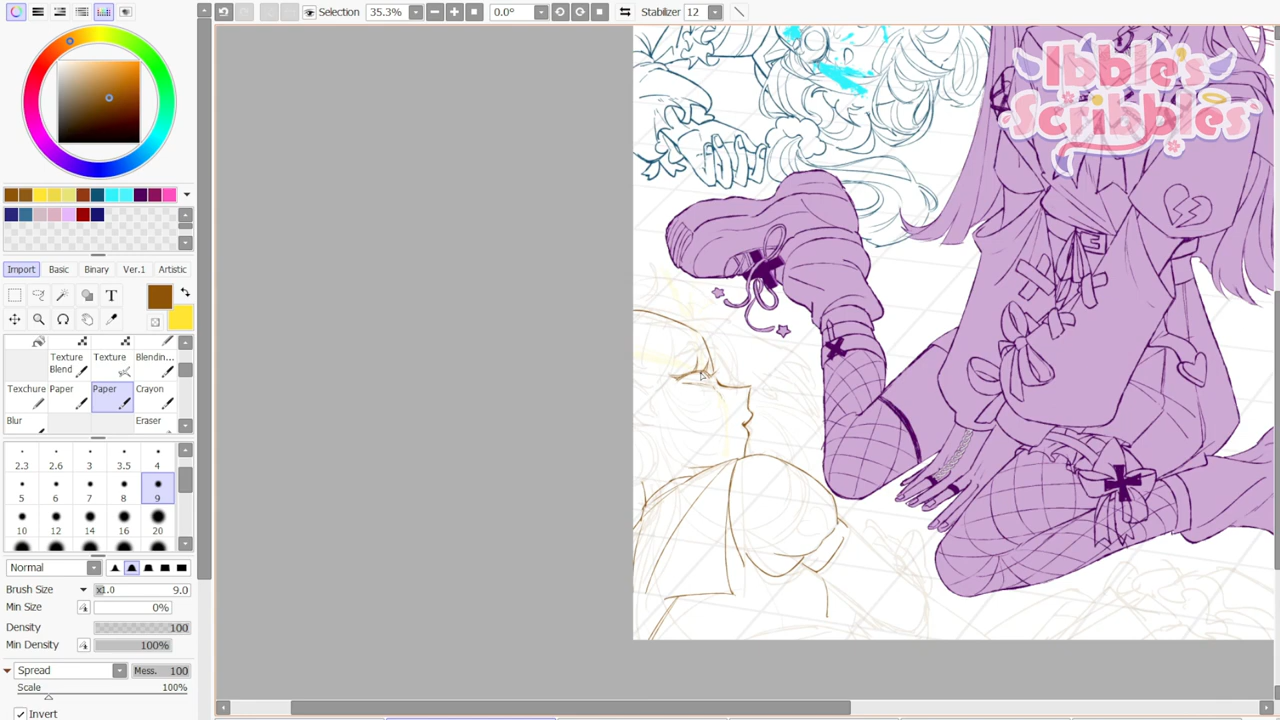 Selection 35.3% 0.0° Stabilizer 12
Ibble's
Scribbles
Import Basic Binary Ver.1 Artistic
T
Texture Blend Texture Blendin...
Texchure Paper Paper Crayon
Blur Eraser
2.3 2.6 3 3.5 4
5 6 7 8 9
10 12 14 16 20
Normal
Brush Size x1.0 9.0
Min Size 0%
Density 100
Min Density 100%
Spread Mess. 100
Scale 100%
Invert